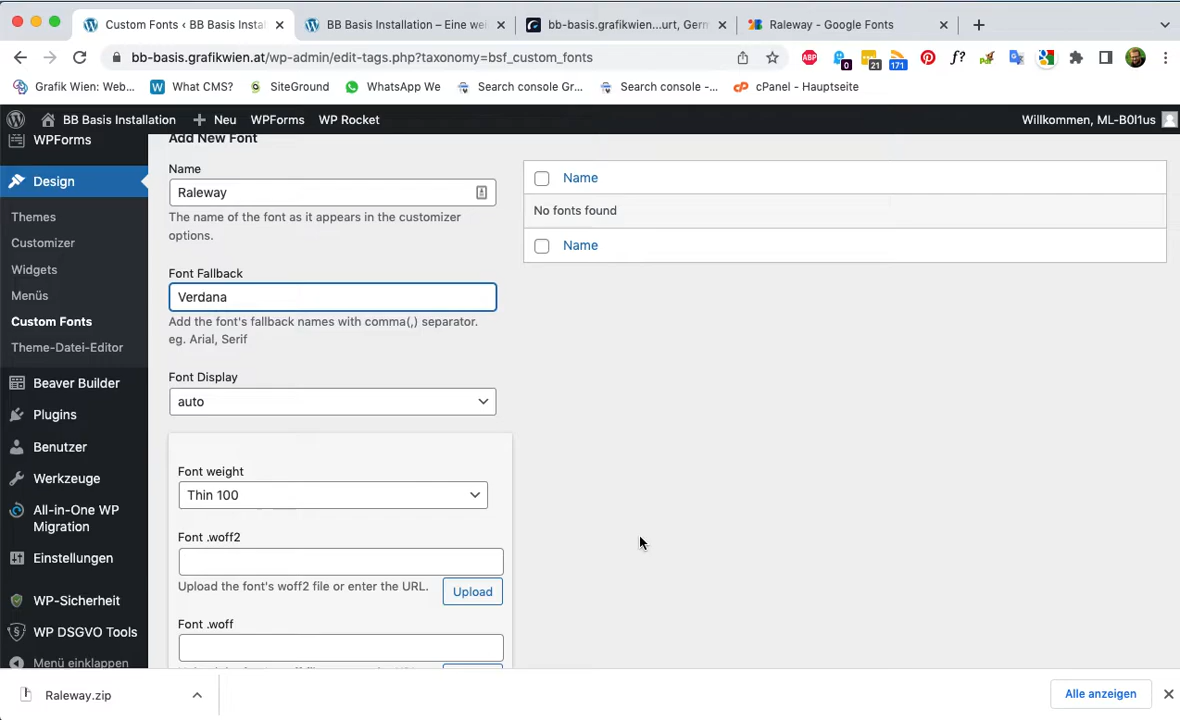 Custom Fonts ‹ BB Basis Instal
BB Basis Installation – Eine wei
bb-basis.grafikwien...urt, Germ
Raleway - Google Fonts
bb-basis.grafikwien.at/wp-admin/edit-tags.php?taxonomy=bsf_custom_fonts
ABP
0
21
171
f?
Grafik Wien: Web...
What CMS?
SiteGround
WhatsApp We
Search console Gr...
Search console -...
cPanel - Hauptseite
BB Basis Installation
Neu
WPForms
WP Rocket
Willkommen, ML-B0l1us
WPForms
Design
Themes
Customizer
Widgets
Menüs
Custom Fonts
Theme-Datei-Editor
Beaver Builder
Plugins
Benutzer
Werkzeuge
All-in-One WP
Migration
Einstellungen
WP-Sicherheit
WP DSGVO Tools
Menü einklappen
Add New Font
Name
Raleway
The name of the font as it appears in the customizer
options.
Font Fallback
Verdana
Add the font's fallback names with comma(,) separator.
eg. Arial, Serif
Font Display
auto
Font weight
Thin 100
Font .woff2
Upload the font's woff2 file or enter the URL.
Upload
Font .woff
Name
No fonts found
Name
Raleway.zip
Alle anzeigen